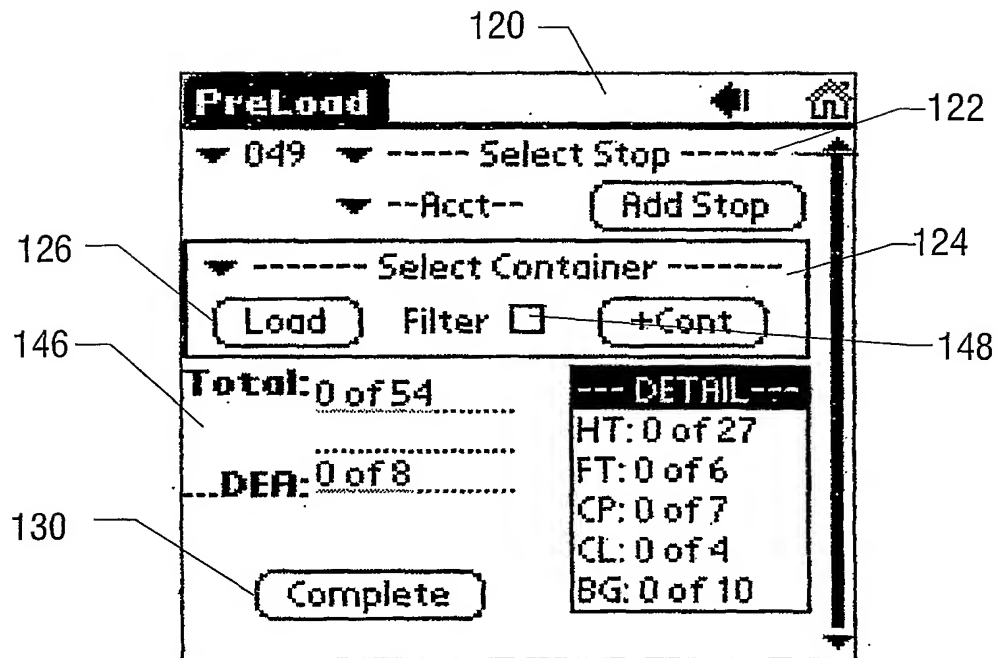 120
PreLoad
122
049 ----- Select Stop -----
--Acct-- Add Stop
126
124
------- Select Container -------
Load Filter +Cont
146
148
Total: 0 of 54
--- DETAIL---
HT: 0 of 27
...DEA: 0 of 8
FT: 0 of 6
CP: 0 of 7
130
CL: 0 of 4
Complete
BG: 0 of 10